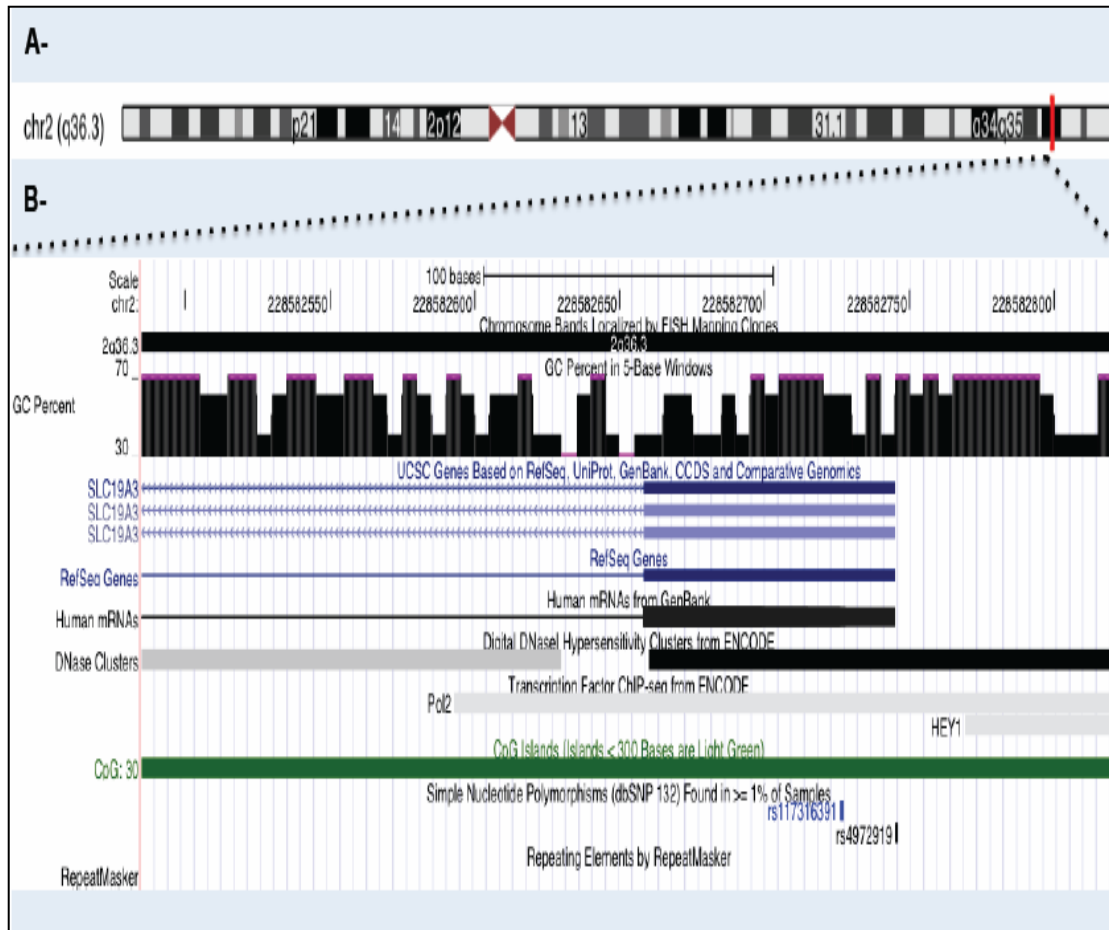 A-
chr2 (q36.3) p21 14 2p12 13 31.1 q34q35
B-
Scale 100 bases
chr2: 228582550 228582600 228582650 228582700 228582750 228582800
Chromosome Bands Localized by FISH Mapping Clones
2q36.3 2q36.3
70 GC Percent in 5-Base Windows
GC Percent
30
UCSC Genes Based on RefSeq, UniProt, GenBank, CCDS and Comparative Genomics
SLC19A3
SLC19A3
SLC19A3
RefSeq Genes
RefSeq Genes
Human mRNAs from GenBank
Human mRNAs
Digital DNaseI Hypersensitivity Clusters from ENCODE
DNase Clusters
Transcription Factor ChIP-seq from ENCODE
Pol2
HEY1
CpG Islands (Islands < 300 Bases are Light Green)
CpG: 30
Simple Nucleotide Polymorphisms (dbSNP 132) Found in >= 1% of Samples
rs117316391
rs4972919
Repeating Elements by RepeatMasker
RepeatMasker